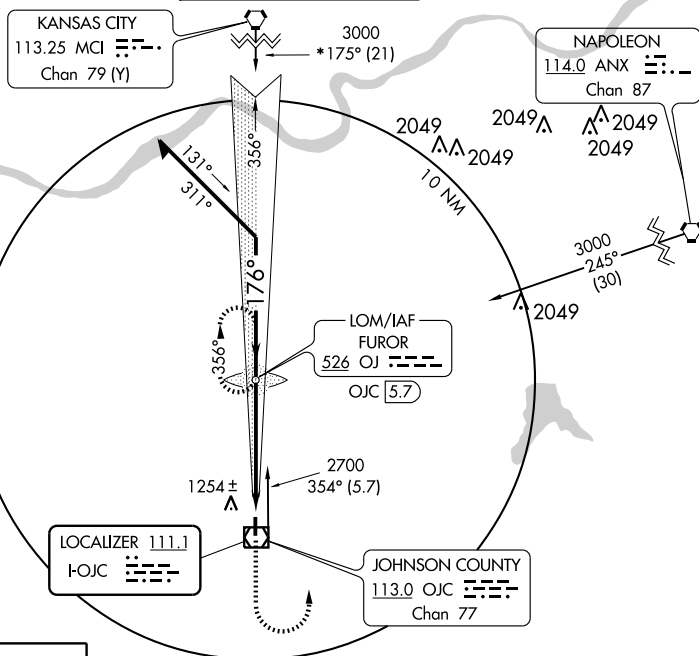 KANSAS CITY
113.25 MCI
Chan 79 (Y)
3000
*175° (21)
NAPOLEON
114.0 ANX
Chan 87
2049
2049
2049
2049
2049
10 NM
356°
131°
311°
176°
3000
245°
(30)
2049
LOM/IAF
FUROR
526 OJ
OJC 5.7
356°
1254 ±
2700
354° (5.7)
LOCALIZER 111.1
I-OJC
JOHNSON COUNTY
113.0 OJC
Chan 77